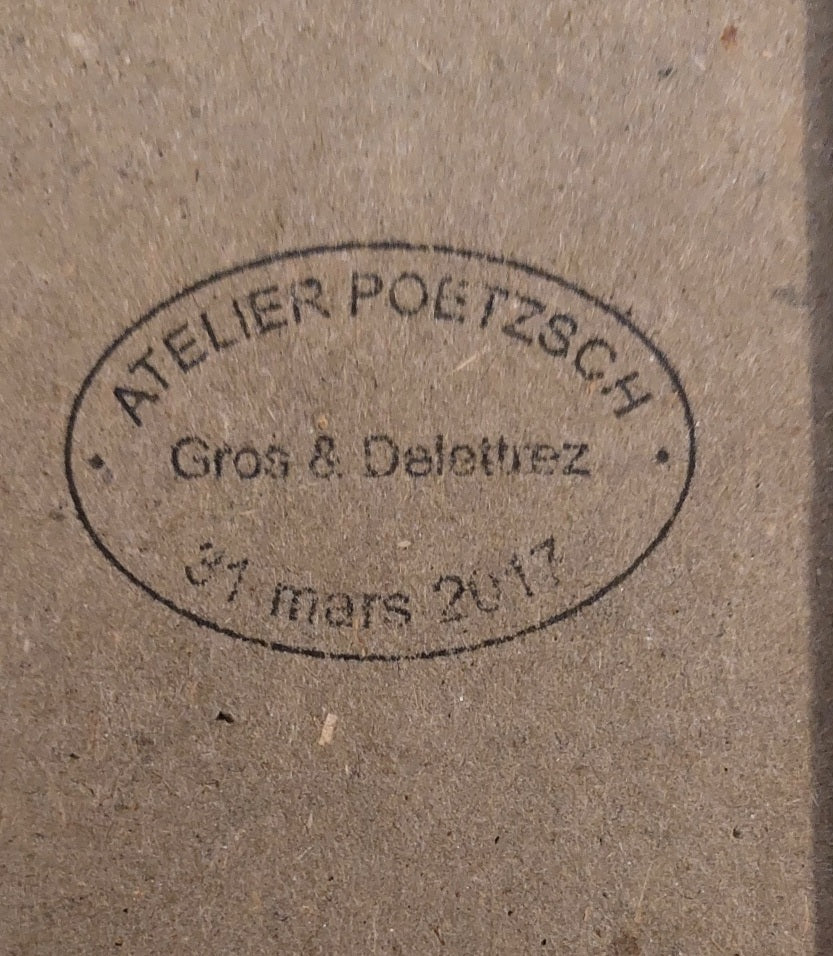 ATELIER POETZSCH
Gros & Delettrez
31 mars 2017